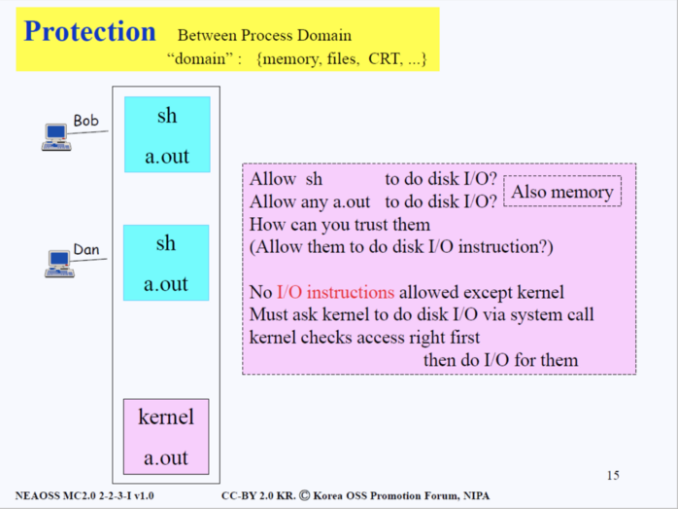 Protection Between Process Domain
“domain” : {memory, files, CRT, ...}
Bob
sh
a.out
Dan
sh
a.out
kernel
a.out
Allow sh to do disk I/O?
Allow any a.out to do disk I/O?
Also memory
How can you trust them
(Allow them to do disk I/O instruction?)
No I/O instructions allowed except kernel
Must ask kernel to do disk I/O via system call
kernel checks access right first
then do I/O for them
15
NEAOSS MC2.0 2-2-3-I v1.0 CC-BY 2.0 KR. Ⓒ Korea OSS Promotion Forum, NIPA